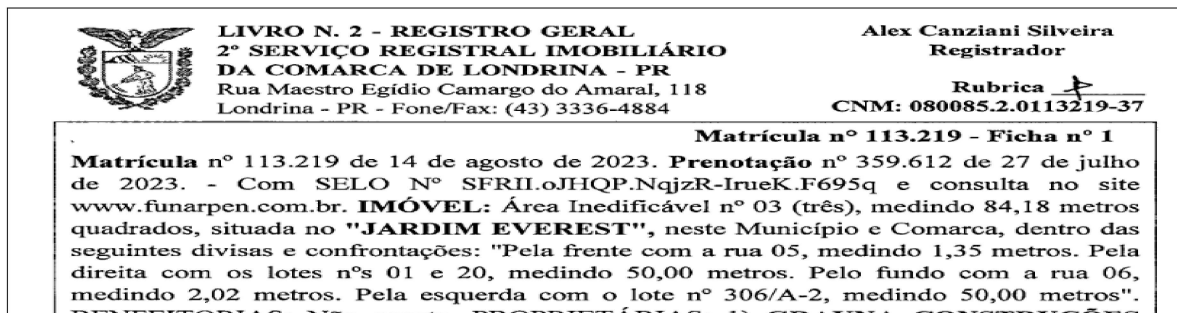 LIVRO N. 2 - REGISTRO GERAL
2º SERVIÇO REGISTRAL IMOBILIÁRIO
DA COMARCA DE LONDRINA - PR
Rua Maestro Egídio Camargo do Amaral, 118
Londrina - PR - Fone/Fax: (43) 3336-4884
Alex Canziani Silveira
Registrador
Rubrica
CNM: 080085.2.0113219-37
Matrícula nº 113.219 - Ficha nº 1
Matrícula nº 113.219 de 14 de agosto de 2023. Prenotação nº 359.612 de 27 de julho
de 2023. - Com SELO Nº SFRII.oJHQP.NqjzR-IrueK.F695q e consulta no site
www.funarpen.com.br. IMÓVEL: Área Inedificável nº 03 (três), medindo 84,18 metros
quadrados, situada no "JARDIM EVEREST", neste Município e Comarca, dentro das
seguintes divisas e confrontações: "Pela frente com a rua 05, medindo 1,35 metros. Pela
direita com os lotes nºs 01 e 20, medindo 50,00 metros. Pelo fundo com a rua 06,
medindo 2,02 metros. Pela esquerda com o lote nº 306/A-2, medindo 50,00 metros".